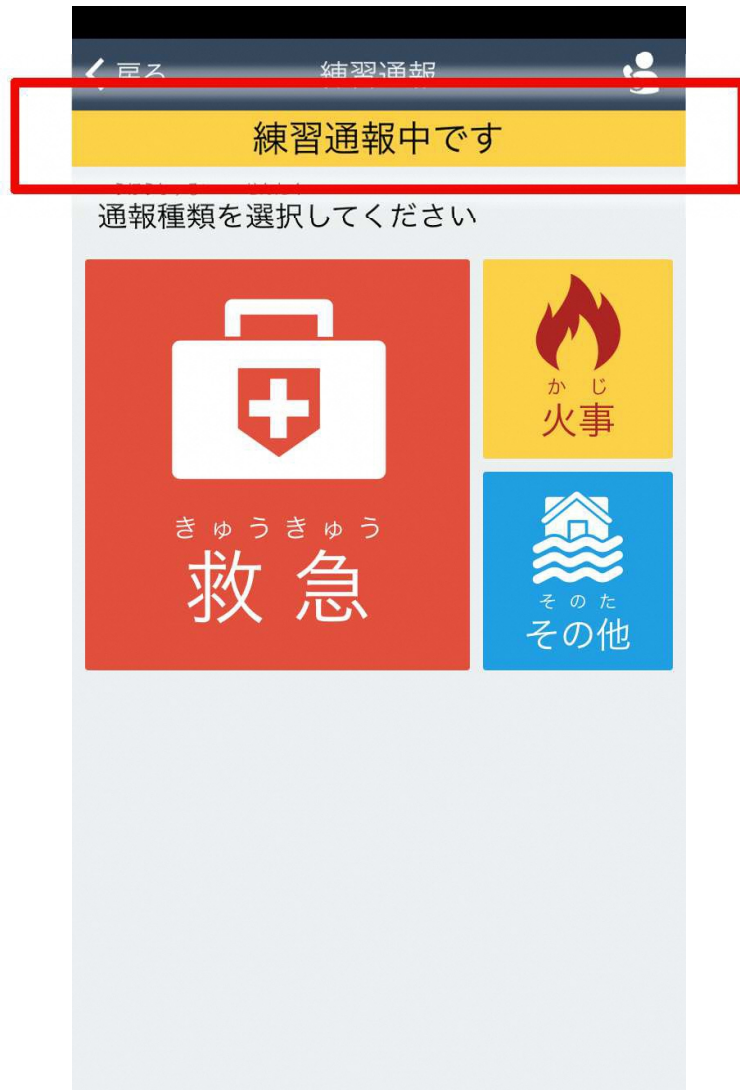 戻る 練習通報
練習通報中です
通報種類を選択してください
きゅうきゅう
救急
かじ
火事
そのた
その他